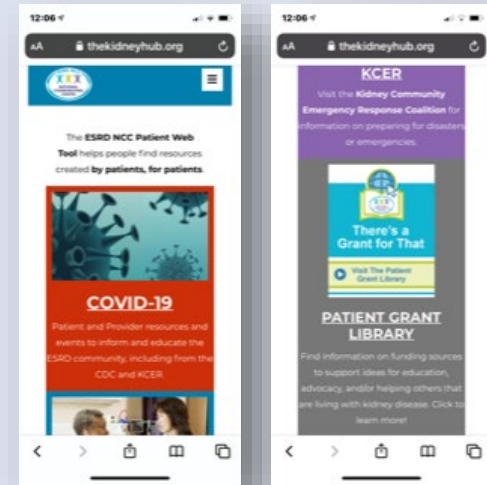 12:06
AA thekidneyhub.org
The ESRD NCC Patient Web
Tool helps people find resources
created by patients, for patients.
COVID-19
Patient and Provider resources and
events to inform and educate the
ESRD community, including from the
CDC and KCER.
12:06
AA thekidneyhub.org
KCER
Visit the Kidney Community
Emergency Response Coalition for
information on preparing for disasters
or emergencies.
There's a
Grant for That
Visit The Patient
Grant Library
PATIENT GRANT
LIBRARY
Find information on funding sources
to support ideas for education,
advocacy, and/or helping others that
are living with kidney disease. Click to
learn more!